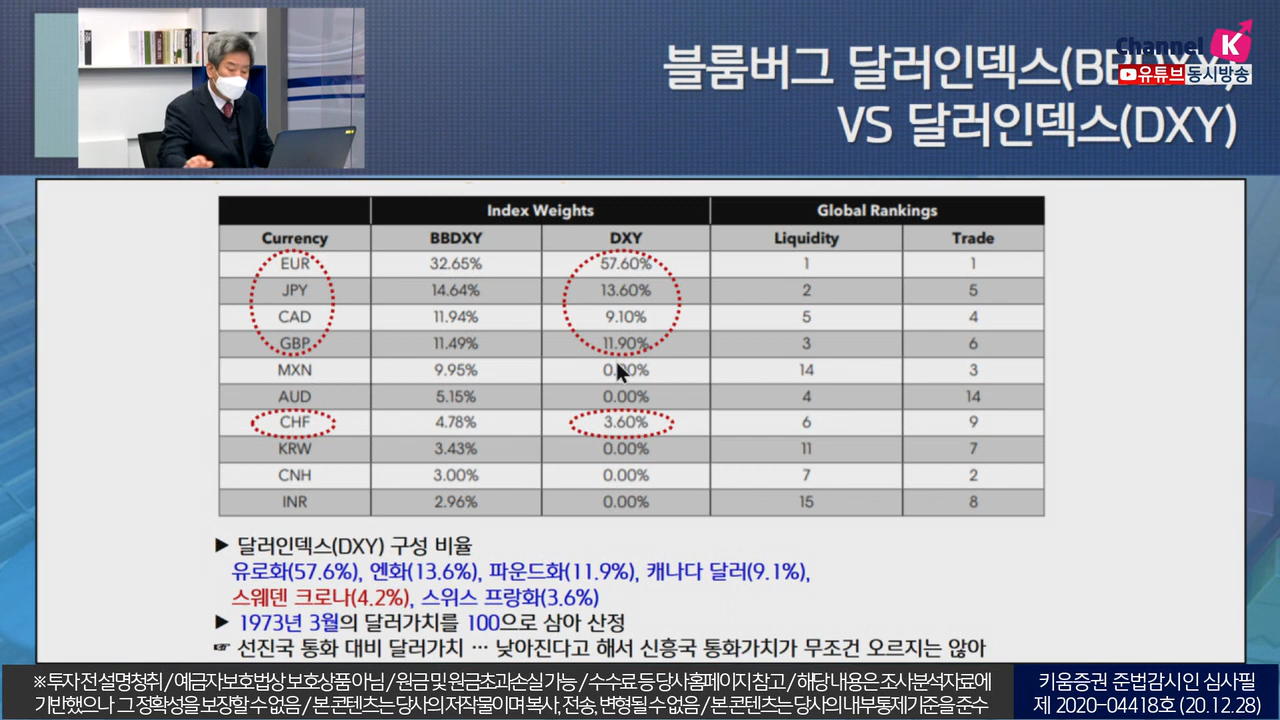 Channel K
유튜브동시방송
블룸버그 달러인덱스(BBDXY)
VS 달러인덱스(DXY)
Index Weights Global Rankings
Currency BBDXY DXY Liquidity Trade
EUR 32.65% 57.60% 1 1
JPY 14.64% 13.60% 2 5
CAD 11.94% 9.10% 5 4
GBP 11.49% 11.90% 3 6
MXN 9.95% 0.00% 14 3
AUD 5.15% 0.00% 4 14
CHF 4.78% 3.60% 6 9
KRW 3.43% 0.00% 11 7
CNH 3.00% 0.00% 7 2
INR 2.96% 0.00% 15 8
▶ 달러인덱스(DXY) 구성 비율
유로화(57.6%), 엔화(13.6%), 파운드화(11.9%), 캐나다 달러(9.1%),
스웨덴 크로나(4.2%), 스위스 프랑화(3.6%)
▶ 1973년 3월의 달러가치를 100으로 삼아 산정
☞ 선진국 통화 대비 달러가치 … 낮아진다고 해서 신흥국 통화가치가 무조건 오르지는 않아
※ 투자 전 설명청취 / 예금자보호법상 보호상품 아님 / 원금 및 원금초과손실 가능 / 수수료 등 당사홈페이지 참고 / 해당 내용은 조사분석자료에
기반했으나 그 정확성을 보장할 수 없음 / 본 콘텐츠는 당사의 저작물이며 복사, 전송, 변형될 수 없음 / 본 콘텐츠는 당사의 내부통제기준을 준수
키움증권 준법감시인 심사필
제 2020-04418호 (20.12.28)